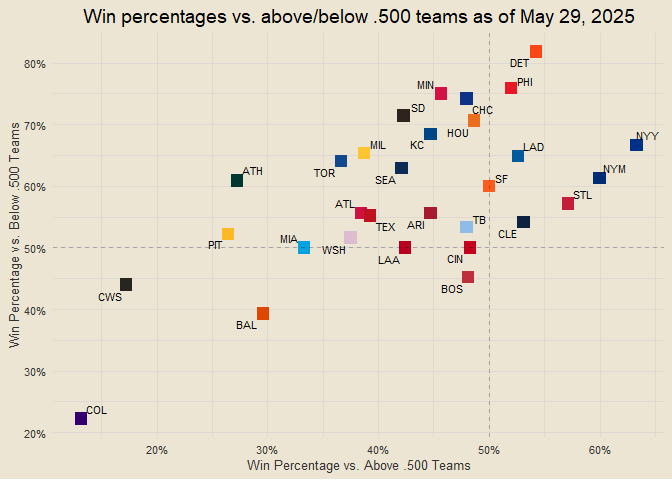 Win percentages vs. above/below .500 teams as of May 29, 2025
Win Percentage vs. Below .500 Teams
80%
70%
60%
50%
40%
30%
20%
DET
PHI
MIN
SD
CHC
HOU
KC
NYY
LAD
MIL
TOR
SEA
ATH
NYM
SF
STL
ATL
TEX
ARI
TB
CLE
PIT
MIA
WSH
LAA
CIN
BOS
CWS
BAL
COL
20%
30%
40%
50%
60%
Win Percentage vs. Above .500 Teams